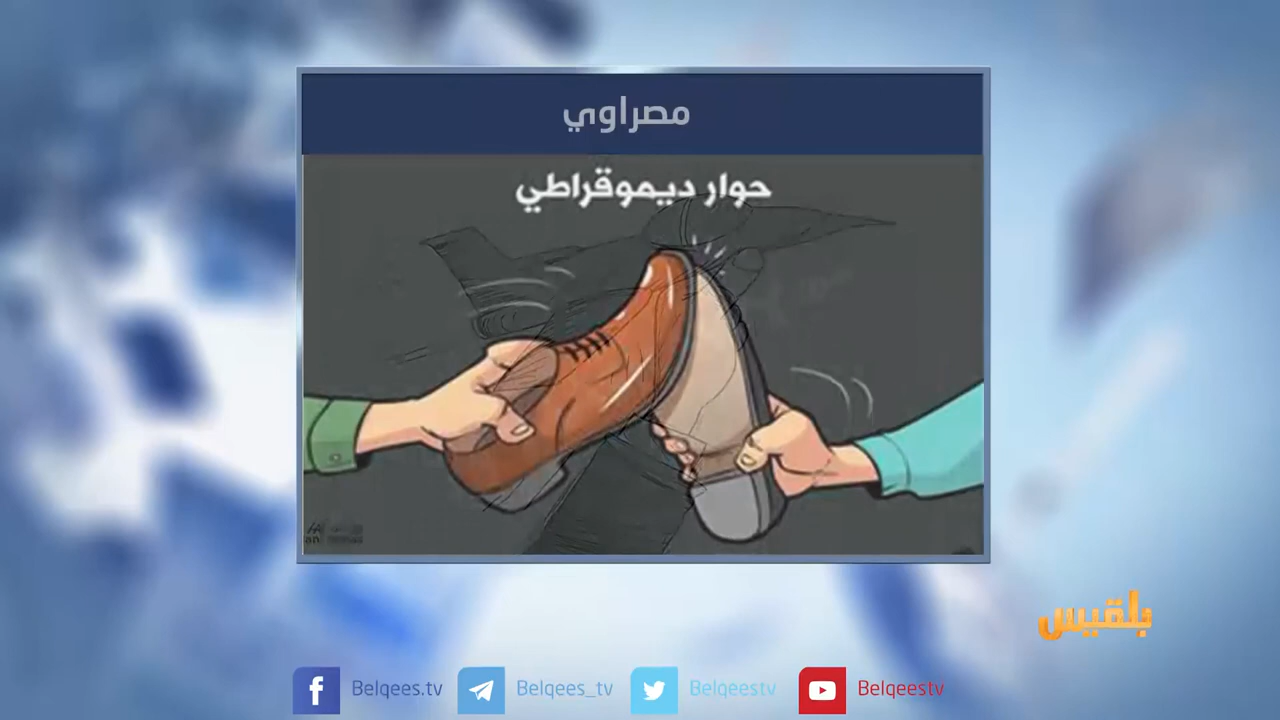 مصراوي
حوار ديموقراطي
بلقيس
Belqees.tv
Belqees_tv
Belqeestv
Belqeestv